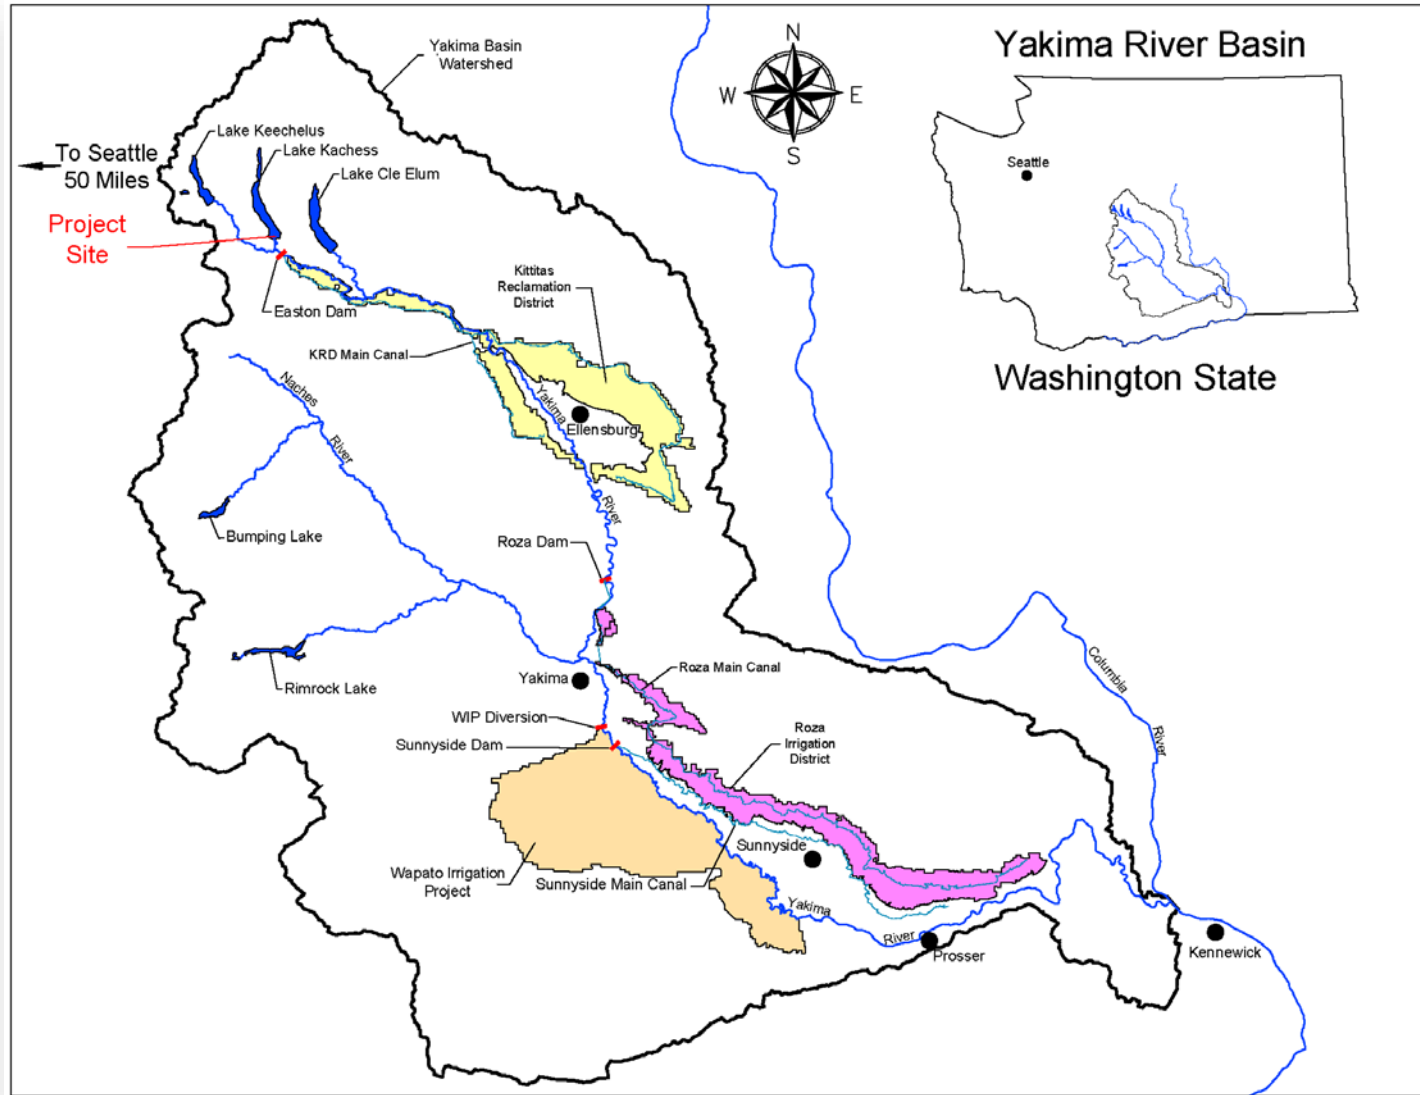 Yakima Basin
Watershed
N
W
E
S
Yakima River Basin
Seattle
Washington State
Lake Keechelus
Lake Kachess
Lake Cle Elum
To Seattle
50 Miles
Project
Site
Easton Dam
Kittitas
Reclamation
District
KRD Main Canal
Naches
River
Yakima
River
Ellensburg
Bumping Lake
Roza Dam
Rimrock Lake
Yakima
Roza Main Canal
WIP Diversion
Sunnyside Dam
Roza
Irrigation
District
Columbia
River
Wapato Irrigation
Project
Sunnyside
Sunnyside Main Canal
Yakima
River
Prosser
Kennewick